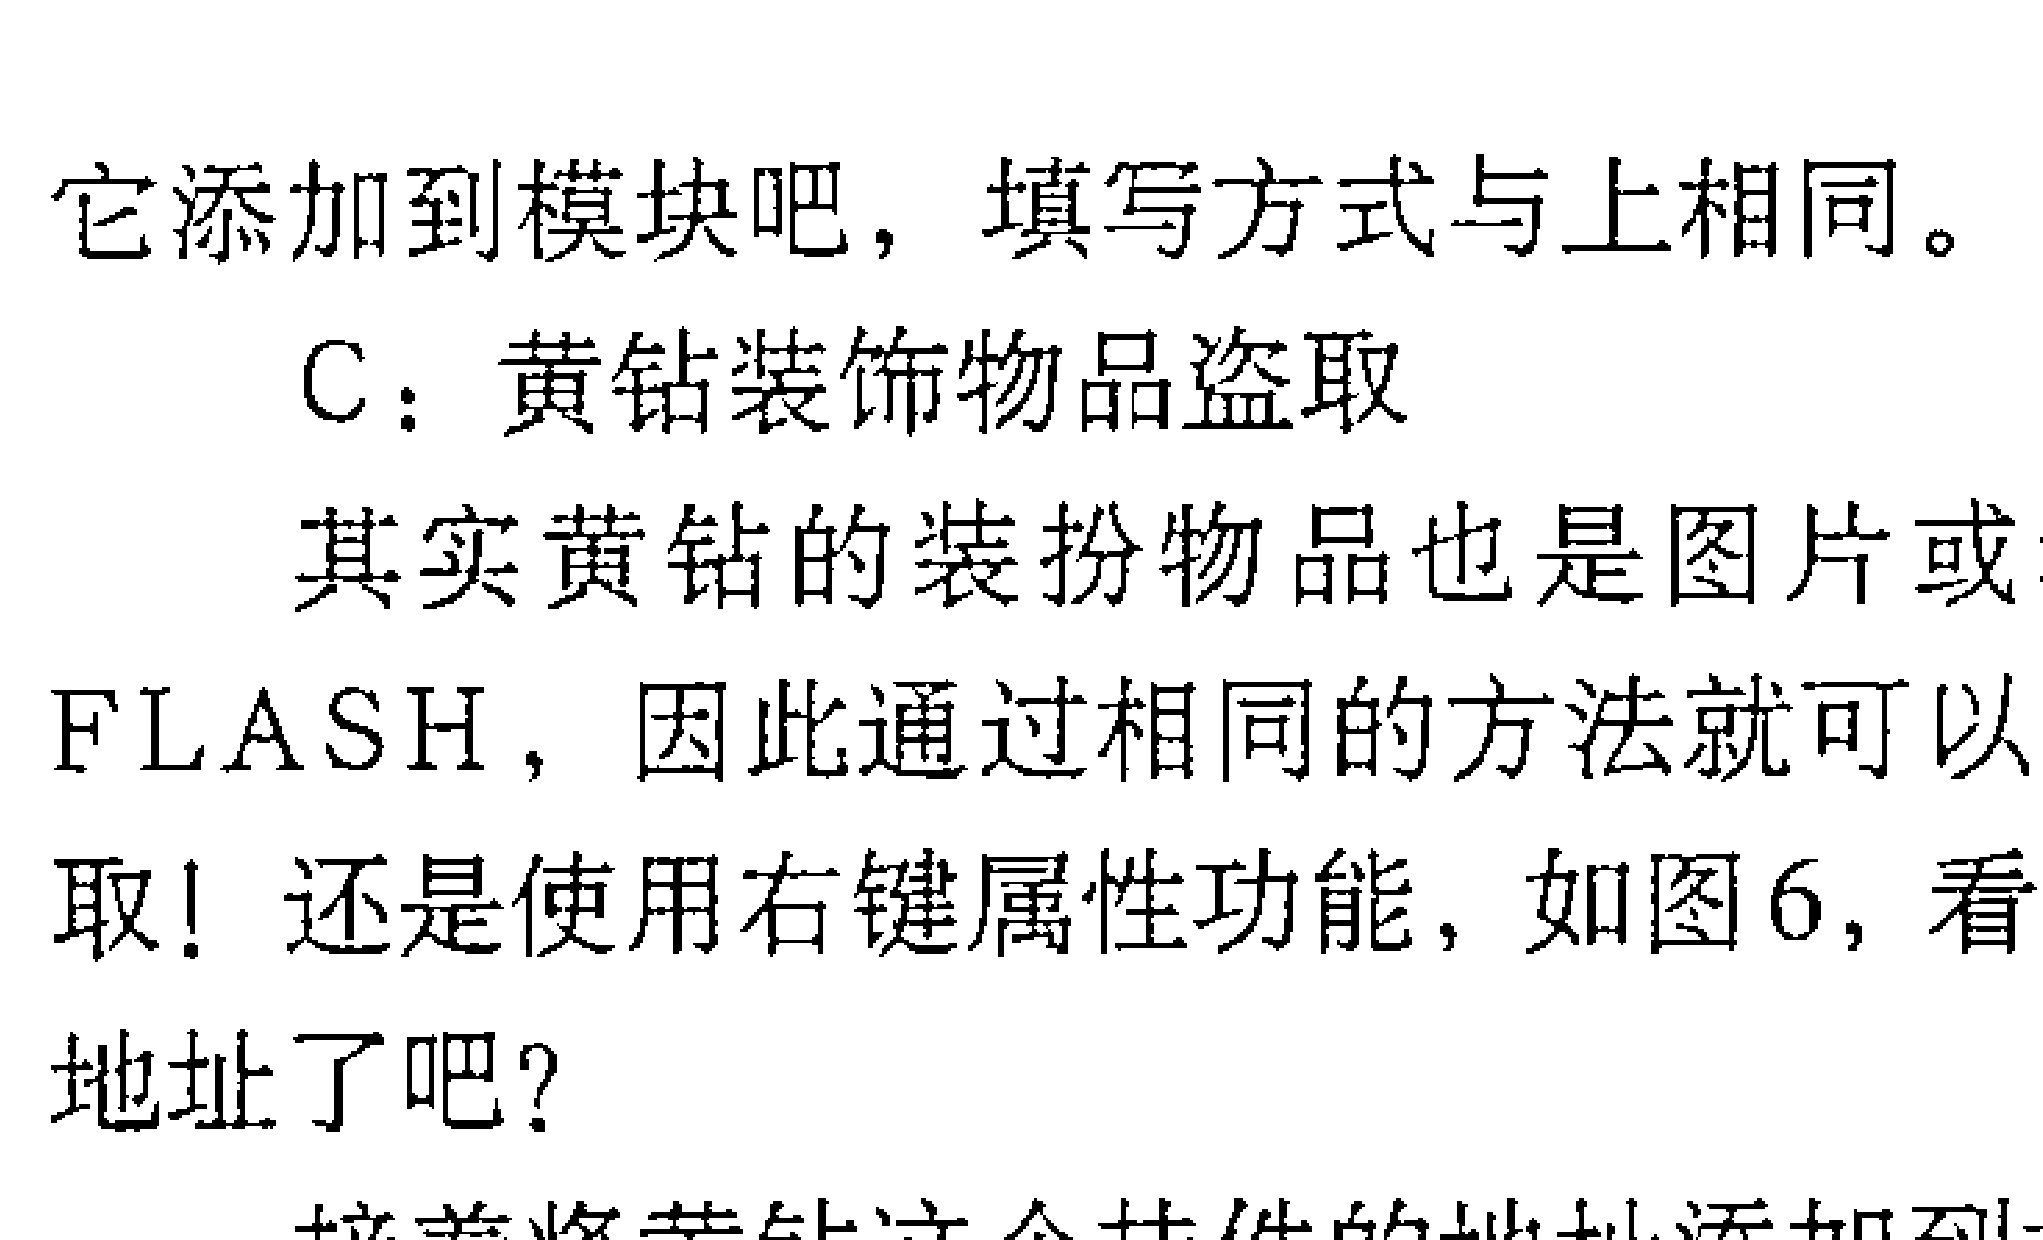 它添加到模块吧，填写方式与上相同。
C：黄钻装饰物品盗取
其实黄钻的装扮物品也是图片或
FLASH，因此通过相同的方法就可以
取！还是使用右键属性功能，如图6，看
地址了吧？